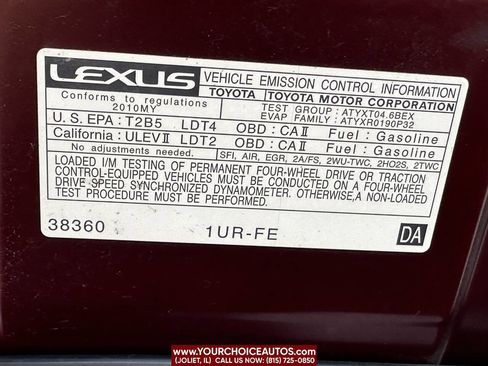 LEXUS VEHICLE EMISSION CONTROL INFORMATION
Conforms to regulations TOYOTA TOYOTA MOTOR CORPORATION
2010MY TEST GROUP : ATYXT04.6BEX
EVAP FAMILY : ATYXR0190P32
U.S. EPA : T2B5 LDT4 OBD : CAⅡ Fuel : Gasoline
California : ULEVⅡ LDT2 OBD : CAⅡ Fuel : Gasoline
No adjustments needed. SFI, AIR, EGR, 2A/FS, 2WU-TWC, 2HO2S, 2TWC
LOADED I/M TESTING OF PERMANENT FOUR-WHEEL DRIVE OR TRACTION
CONTROL-EQUIPPED VEHICLES MUST BE CONDUCTED ON A FOUR-WHEEL
DRIVE SPEED SYNCHRONIZED DYNAMOMETER. OTHERWISE, A NON-LOADED
TEST PROCEDURE MUST BE PERFORMED.
38360 1UR-FE DA
WWW.YOURCHOICEAUTOS.COM
(JOLIET, IL) CALL US: (815) 725-0850